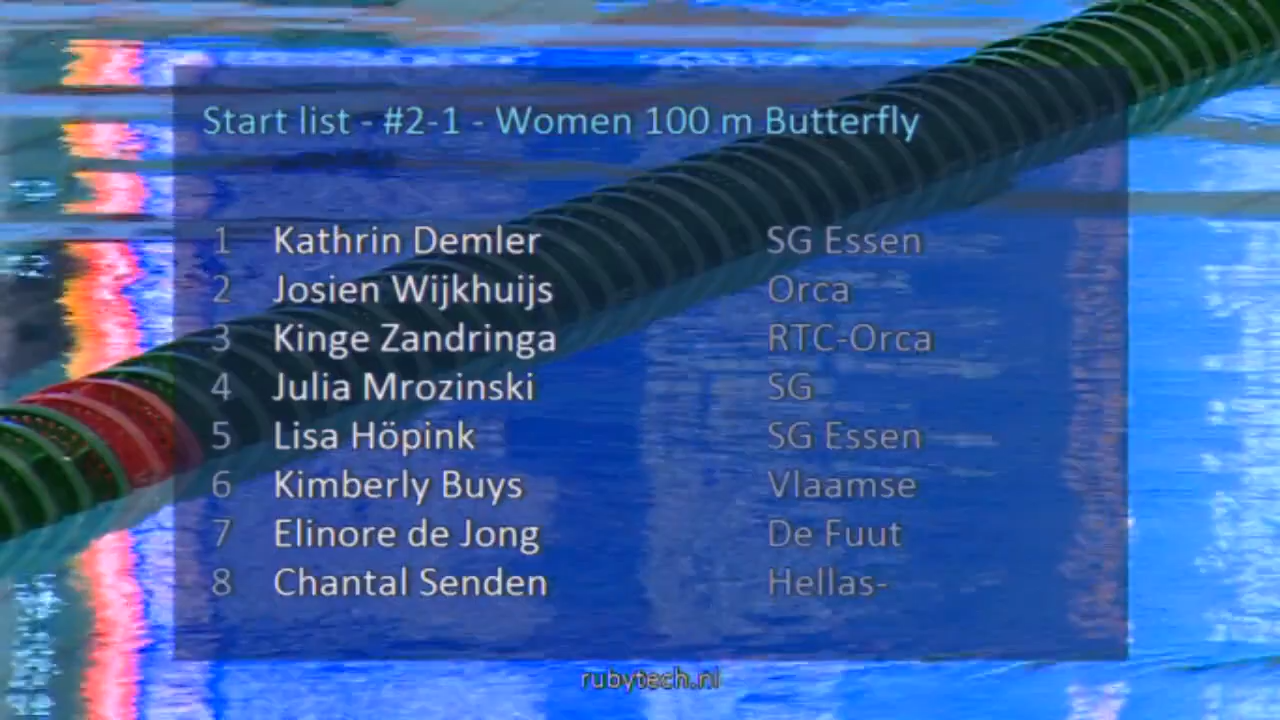 Start list - #2-1 - Women 100 m Butterfly
1 Kathrin Demler SG Essen
2 Josien Wijkhuijs Orca
3 Kinge Zandringa RTC-Orca
4 Julia Mrozinski SG
5 Lisa Höpink SG Essen
6 Kimberly Buys Vlaamse
7 Elinore de Jong De Fuut
8 Chantal Senden Hellas-
rubytech.nl